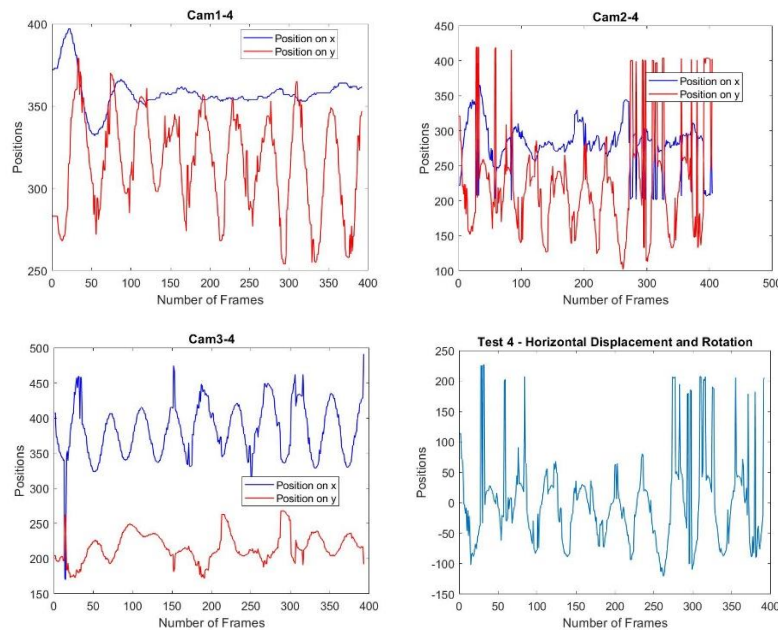 Cam1-4
400
350
300
250
Positions
Position on x
Position on y
0 50 100 150 200 250 300 350 400
Number of Frames
Cam2-4
450
400
350
300
250
200
150
100
Positions
Position on x
Position on y
0 100 200 300 400 500
Number of Frames
Cam3-4
500
450
400
350
300
250
200
150
Positions
Position on x
Position on y
0 50 100 150 200 250 300 350 400
Number of Frames
Test 4 - Horizontal Displacement and Rotation
250
200
150
100
50
0
-50
-100
-150
Positions
0 50 100 150 200 250 300 350 400
Number of Frames